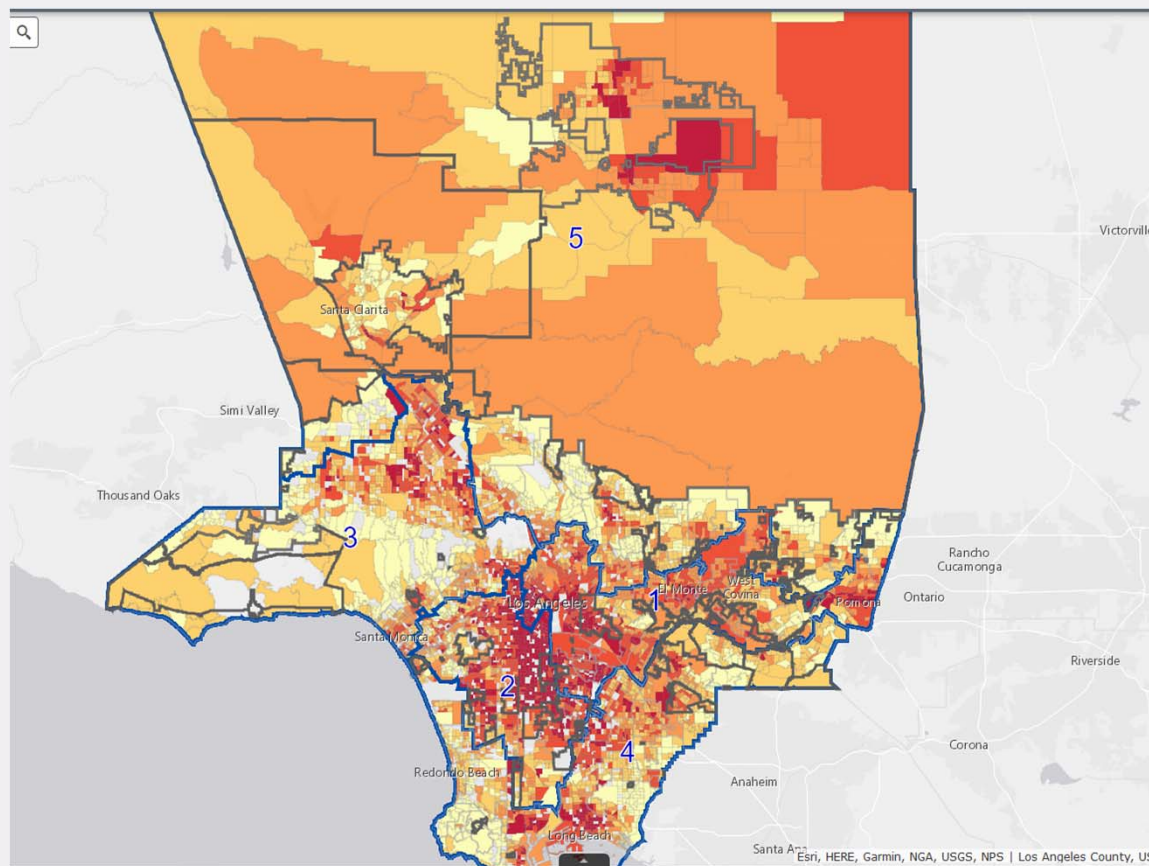 5
Victorville
Santa Clarita
Simi Valley
Thousand Oaks
3
Rancho
Cucamonga
El Monte
West
Covina
1
Los Angeles
Pomona
Ontario
Santa Monica
Riverside
2
4
Corona
Redondo Beach
Anaheim
Long Beach
Santa Ana
Esri, HERE, Garmin, NGA, USGS, NPS | Los Angeles County, US